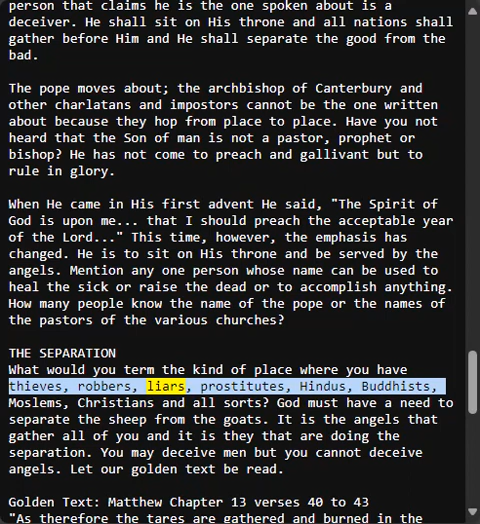 person that claims he is the one spoken about is a
deceiver. He shall sit on His throne and all nations shall
gather before Him and He shall separate the good from the
bad.
The pope moves about; the archbishop of Canterbury and
other charlatans and impostors cannot be the one written
about because they hop from place to place. Have you not
heard that the Son of man is not a pastor, prophet or
bishop? He has not come to preach and gallivant but to
rule in glory.
When He came in His first advent He said, "The Spirit of
God is upon me... that I should preach the acceptable year
of the Lord..." This time, however, the emphasis has
changed. He is to sit on His throne and be served by the
angels. Mention any one person whose name can be used to
heal the sick or raise the dead or to accomplish anything.
How many people know the name of the pope or the names of
the pastors of the various churches?
THE SEPARATION
What would you term the kind of place where you have
thieves, robbers, liars, prostitutes, Hindus, Buddhists,
Moslems, Christians and all sorts? God must have a need to
separate the sheep from the goats. It is the angels that
gather all of you and it is they that are doing the
separation. You may deceive men but you cannot deceive
angels. Let our golden text be read.
Golden Text: Matthew Chapter 13 verses 40 to 43
"As therefore the tares are gathered and burned in the